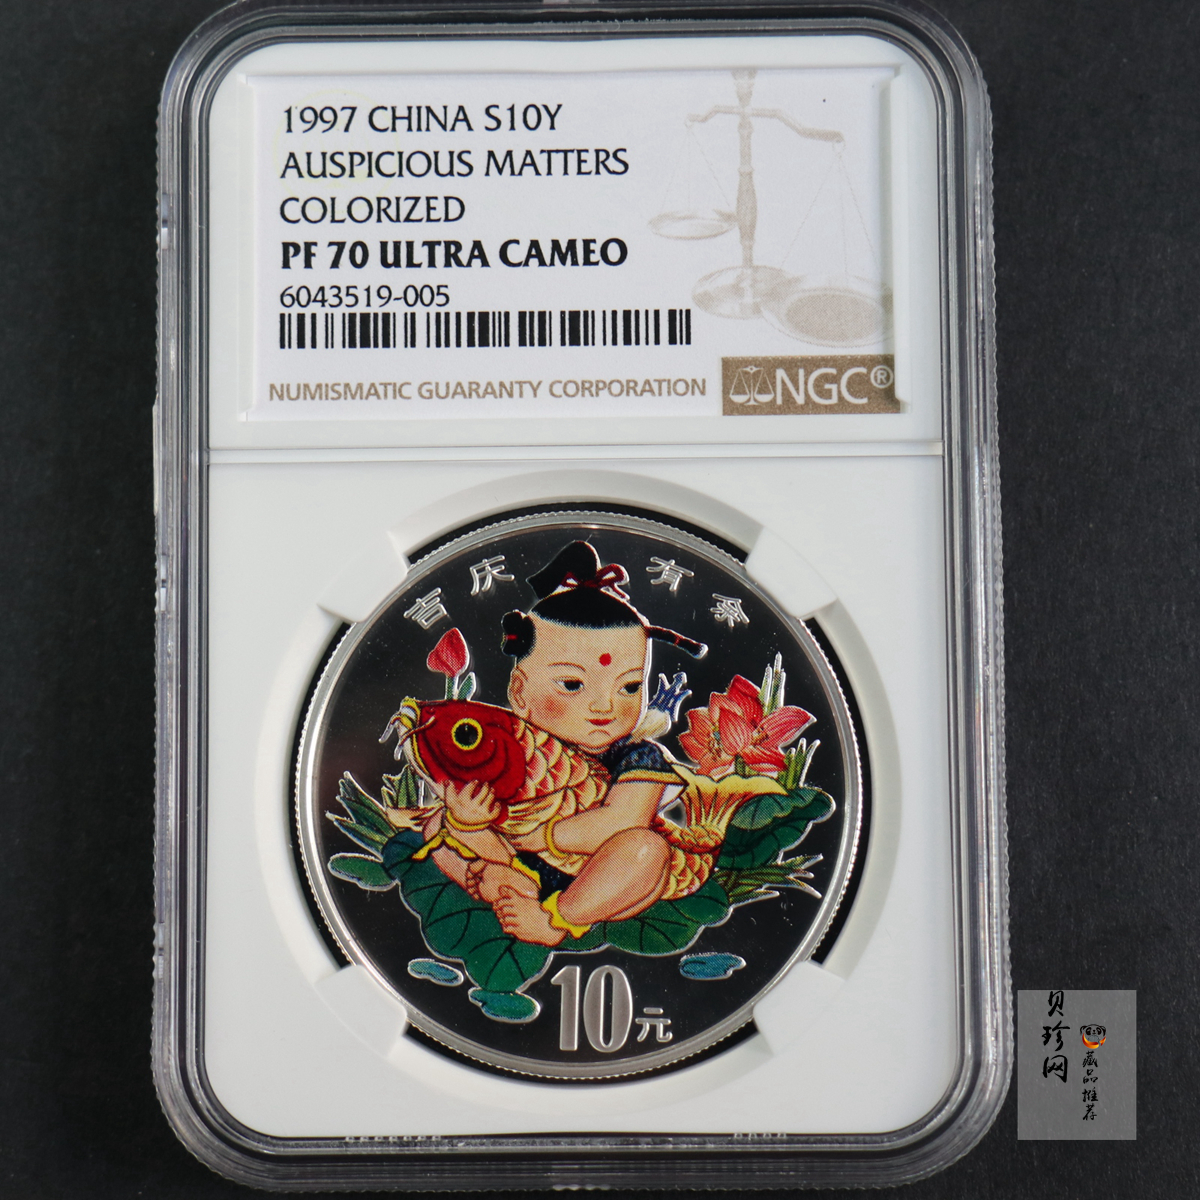 1997 CHINA S10Y
AUSPICIOUS MATTERS
COLORIZED
PF 70 ULTRA CAMEO
6043519-005
NUMISMATIC GUARANTY CORPORATION
NGC®
吉庆有余
10元
贝珍网
藏品推荐